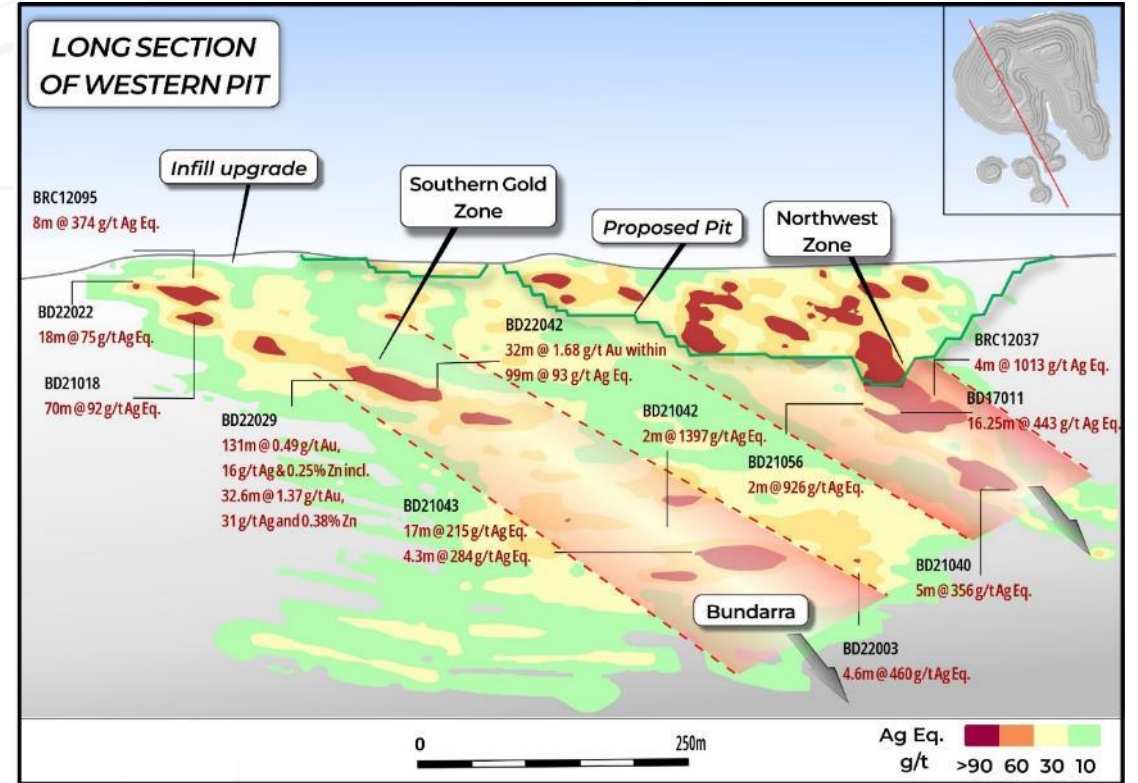 LONG SECTION
OF WESTERN PIT
Infill upgrade
Southern Gold
Zone
Proposed Pit
Northwest
Zone
BRC12095
8m @ 374 g/t Ag Eq.
BD22022
18m @ 75 g/t Ag Eq.
BD21018
70m @ 92 g/t Ag Eq.
BD22029
131m @ 0.49 g/t Au,
16 g/t Ag & 0.25% Zn incl.
32.6m @ 1.37 g/t Au,
31 g/t Ag and 0.38% Zn
BD22042
32m @ 1.68 g/t Au within
99m @ 93 g/t Ag Eq.
BD21043
17m @ 215 g/t Ag Eq.
4.3m @ 284 g/t Ag Eq.
BD21042
2m @ 1397 g/t Ag Eq.
BD21056
2m @ 926 g/t Ag Eq.
BRC12037
4m @ 1013 g/t Ag Eq.
BD17011
16.25m @ 443 g/t Ag Eq.
BD21040
5m @ 356 g/t Ag Eq.
BD22003
4.6m @ 460 g/t Ag Eq.
Bundarra
0 250m
Ag Eq.
g/t >90 60 30 10